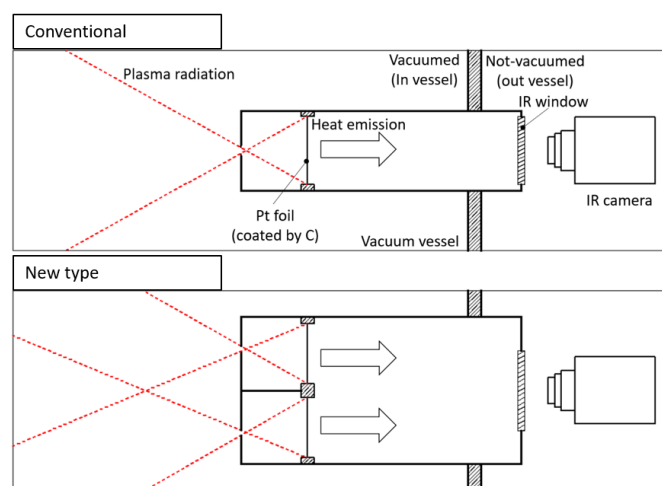 Conventional
Plasma radiation
Vacuumed
(In vessel)
Not-vacuumed
(out vessel)
IR window
Heat emission
Pt foil
(coated by C)
Vacuum vessel
IR camera
New type